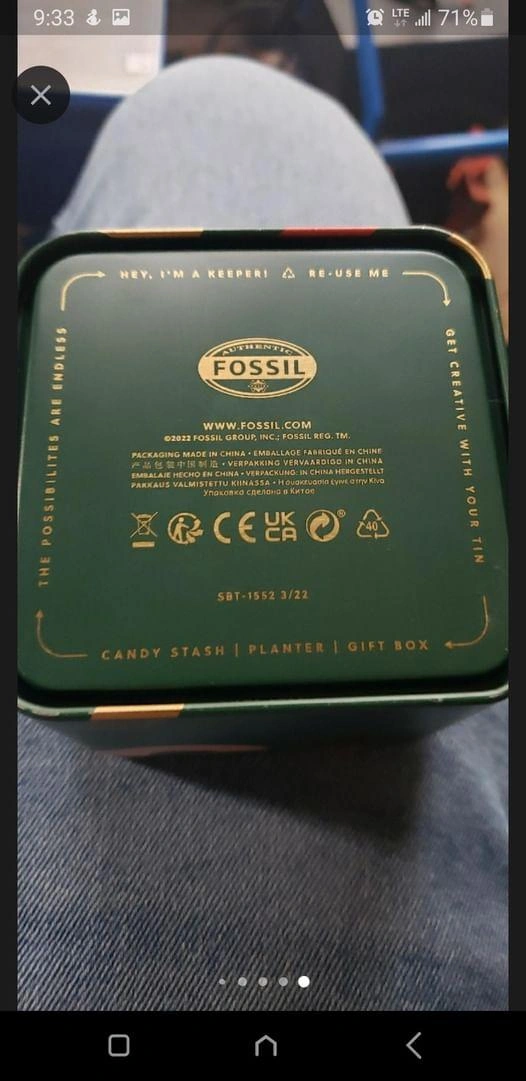 9:33
LTE
71%
HEY, I'M A KEEPER! RE-USE ME
GET CREATIVE WITH YOUR TIN
AUTHENTIC
FOSSIL
WWW.FOSSIL.COM
©2022 FOSSIL GROUP, INC.; FOSSIL REG. TM.
PACKAGING MADE IN CHINA • EMBALLAGE FABRIQUÉ EN CHINE
产品包装中国制造 • VERPAKKING VERVAARDIGD IN CHINA
EMBALAJE HECHO EN CHINA • VERPACKUNG: IN CHINA HERGESTELLT
PAKKAUS VALMISTETTU KIINASSA • Η συσκευασία έγινε στην Κίνα
Упаковка сделана в Китае
CE UK
CA
®
40
SBT-1552 3/22
CANDY STASH | PLANTER | GIFT BOX
THE POSSIBILITES ARE ENDLESS